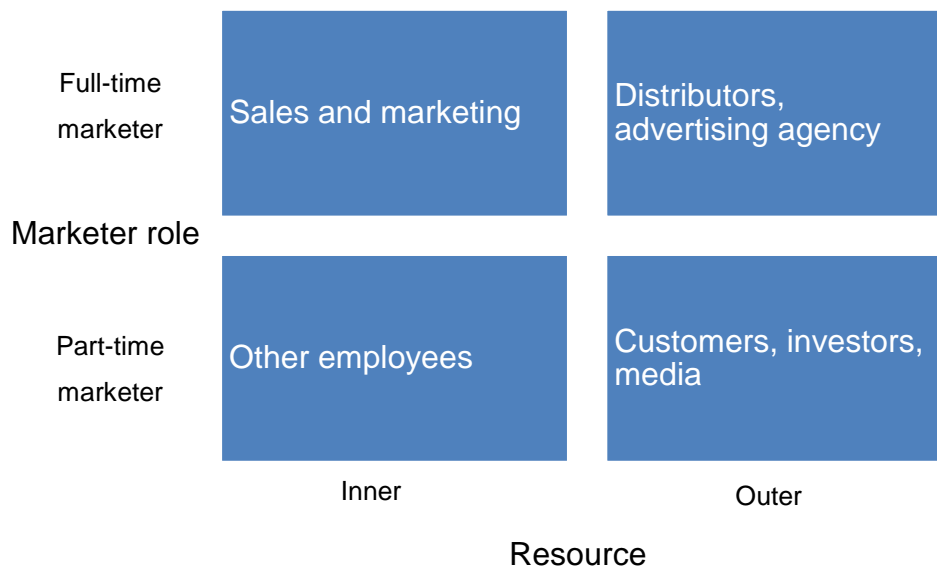 Full-time
marketer
Sales and marketing
Distributors,
advertising agency
Marketer role
Part-time
marketer
Other employees
Customers, investors,
media
Inner
Outer
Resource